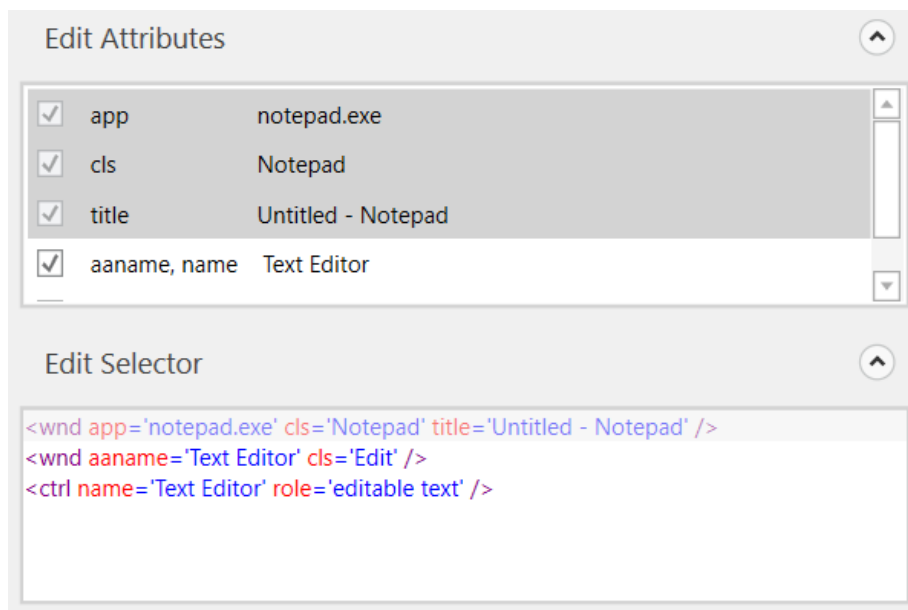 Edit Attributes
app notepad.exe
cls Notepad
title Untitled - Notepad
aaname, name Text Editor
Edit Selector
<wnd app='notepad.exe' cls='Notepad' title='Untitled - Notepad' />
<wnd aaname='Text Editor' cls='Edit' />
<ctrl name='Text Editor' role='editable text' />